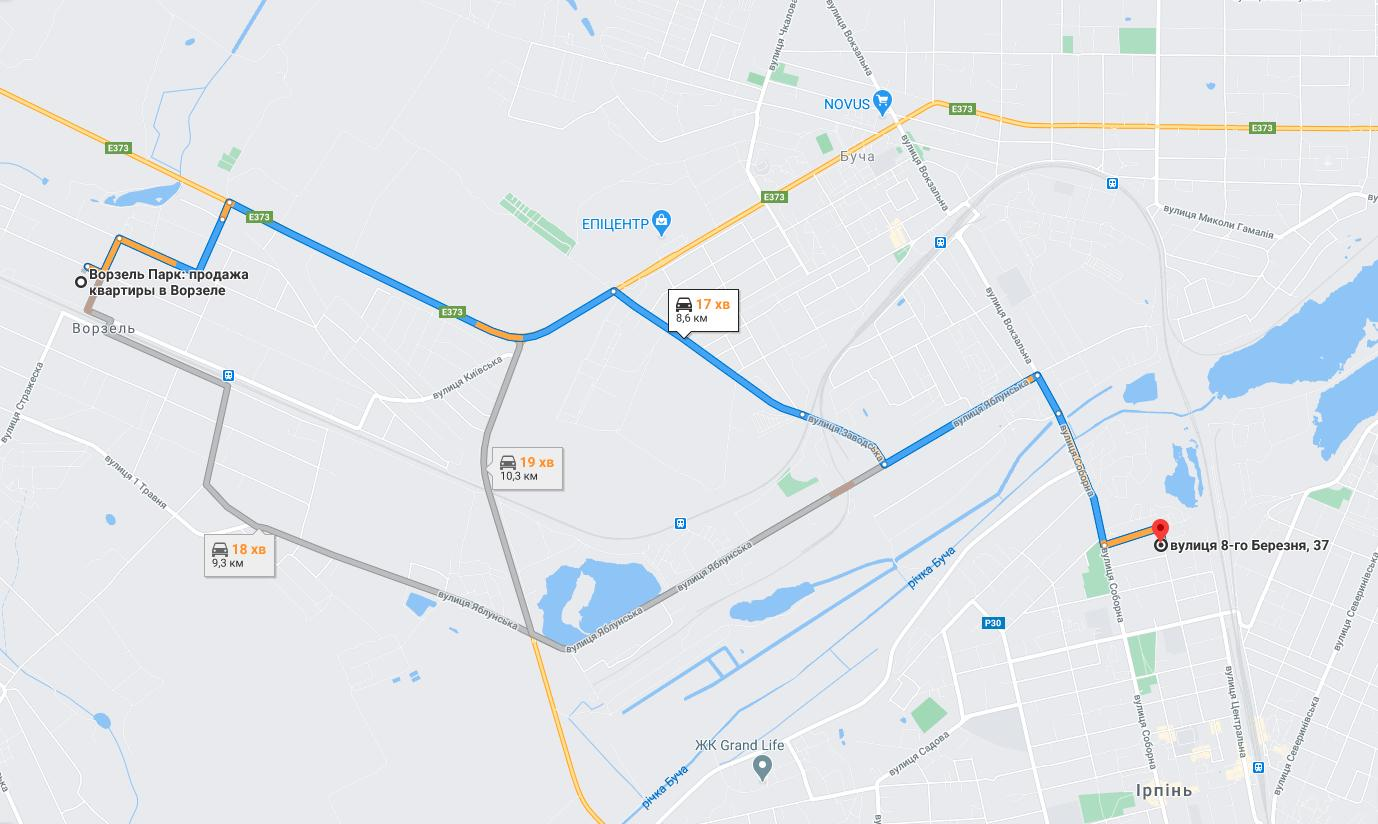 вулиця Чкалова
вулиця Вокзальна
NOVUS
E373
E373
E373
Буча
вулиця Вокзальна
E373
вулиця Миколи Гамалія
E373
ЕПІЦЕНТР
Ворзель Парк: продажа
квартиры в Ворзеле
E373
17 хв
8,6 км
Ворзель
вулиця Вокзальна
вулиця Стражеска
вулиця Київська
вулиця Яблунська
вулиця Заводська
вулиця Соборна
19 хв
10,3 км
вулиця 1 Травня
18 хв
9,3 км
вулиця 8-го Березня, 37
вулиця Яблунська
річка Буча
вулиця Яблунська
вулиця Яблунська
вулиця Соборна
P30
вулиця Северинівська
вулиця Соборна
вулиця Центральна
вулиця Северинівська
ЖК Grand Life
вулиця Садова
річка Буча
Ірпінь